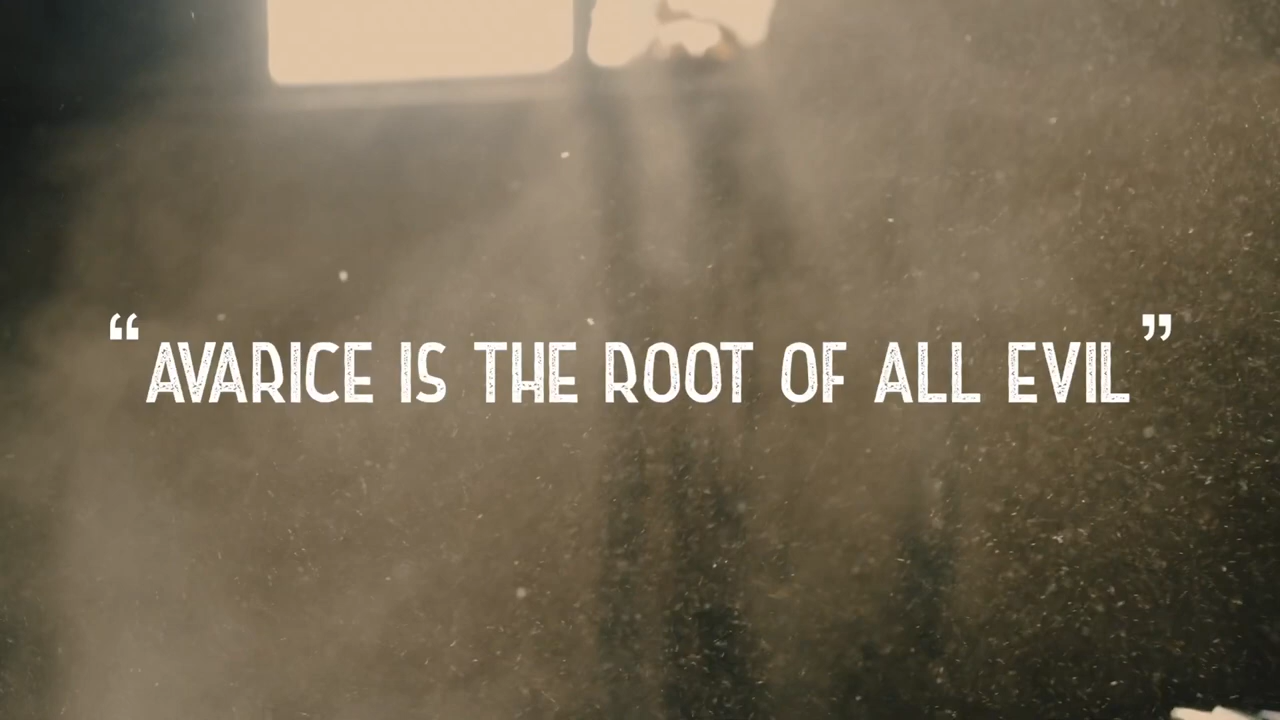 “AVARICE IS THE ROOT OF ALL EVIL”